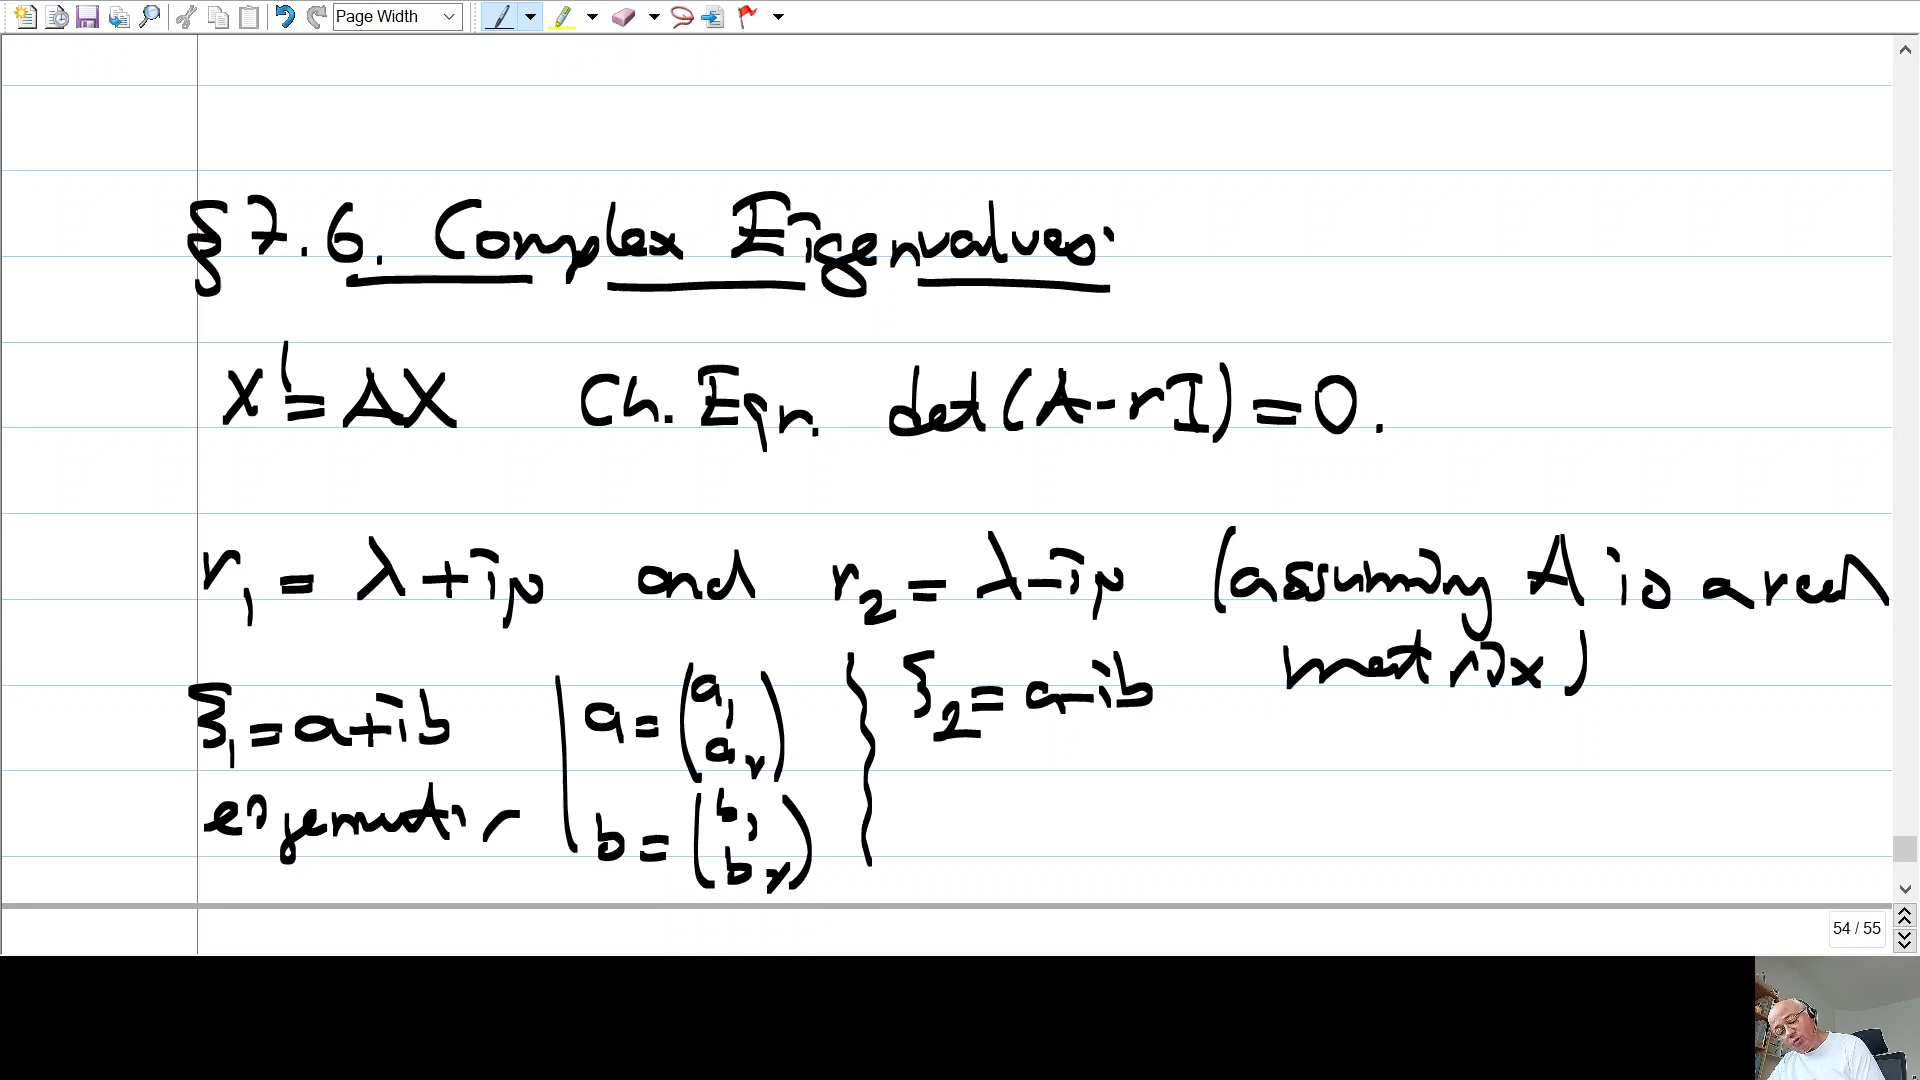 Page Width
§7.6. Complex Eigenvalues:
X' = AX Ch. Eqn. det(A-rI) = 0.
r₁ = λ+iμ and r₂ = λ-iμ (assuming A is a real
matrix)
ξ₁ = a+ib a = (a₁ a₂) ξ₂ = a-ib
eigenvector b = (b₁ b₂)
54 / 55